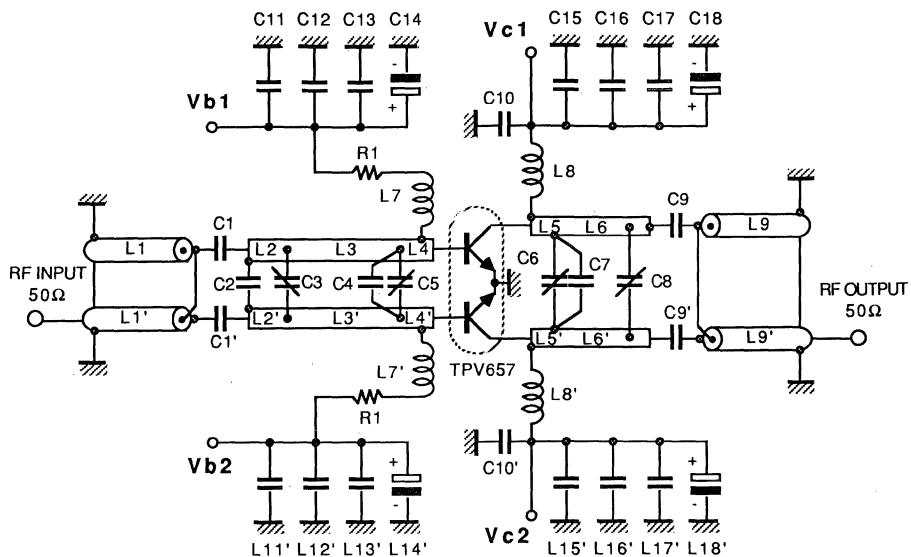 C11 C12 C13 C14
Vc1
C15 C16 C17 C18
-
+
-
+
Vb1
C10
R1
L7
L8
C1
C9
L1
L2 L3 L4
L5 L6
L9
RF INPUT
50Ω
C2 C3 C4 C5
C6 C7 C8
RF OUTPUT
50Ω
L1'
L2' L3' L4'
L5' L6'
L9'
C1'
C9'
TPV657
L7'
L8'
R1
Vb2
C10'
+
-
+
-
Vc2
L11' L12' L13' L14'
L15' L16' L17' L18'